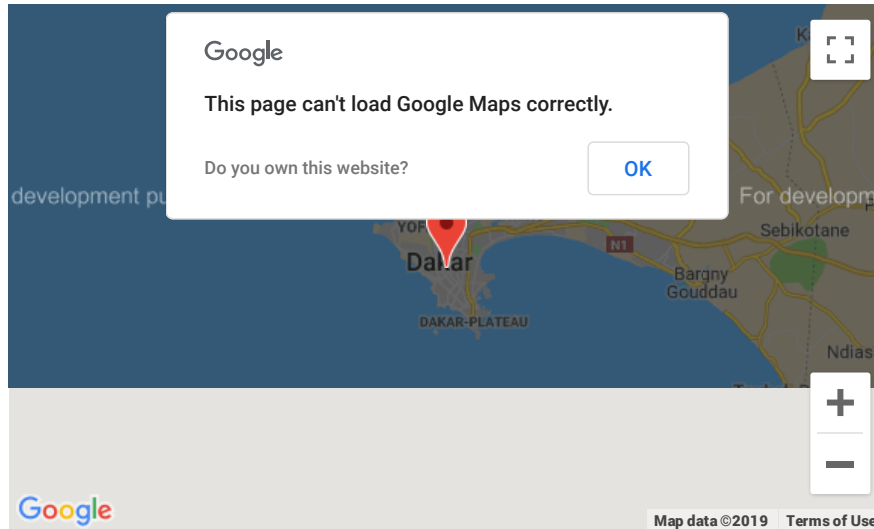 Google
This page can't load Google Maps correctly.
Do you own this website?
OK
development pu
For developm
Sebikotane
YOF
N1
Dakar
Bargny
Gouddau
DAKAR-PLATEAU
Ndias
Google
Map data ©2019 Terms of Use